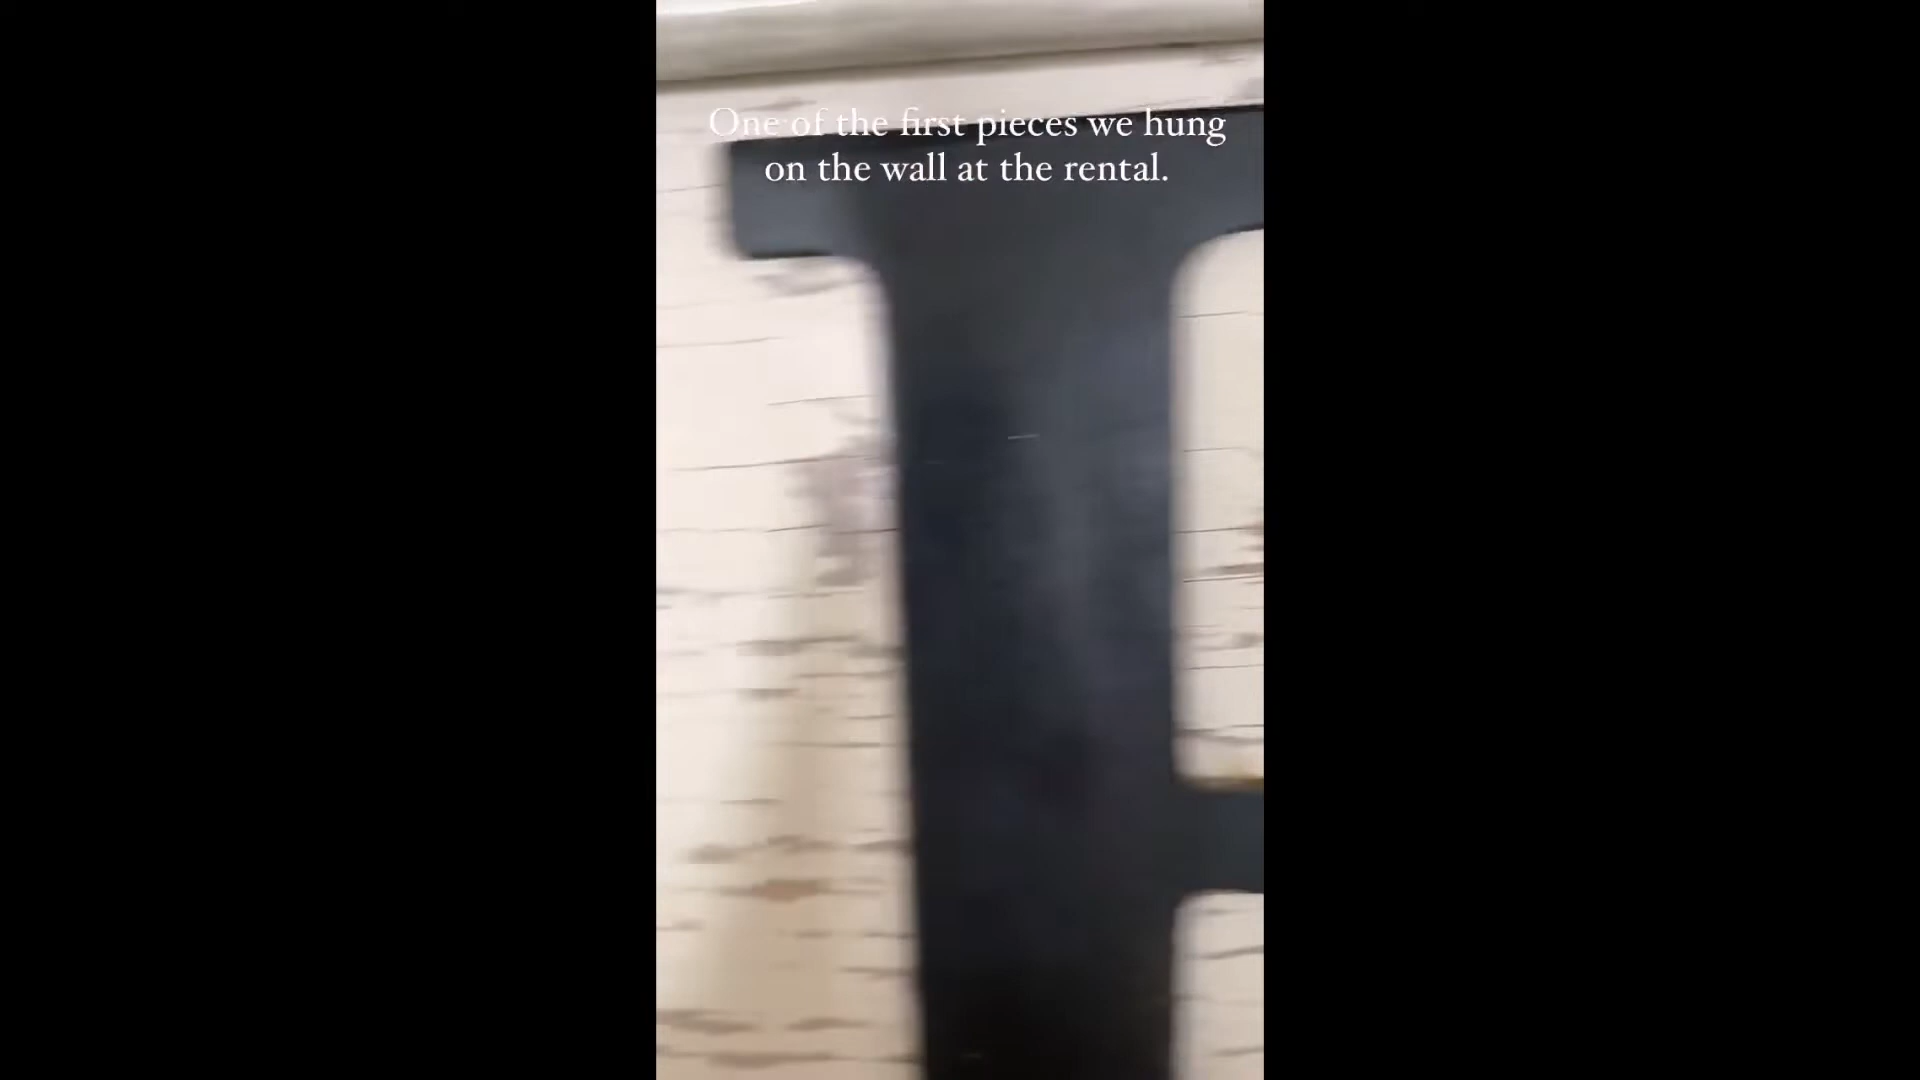 One of the first pieces we hung
on the wall at the rental.